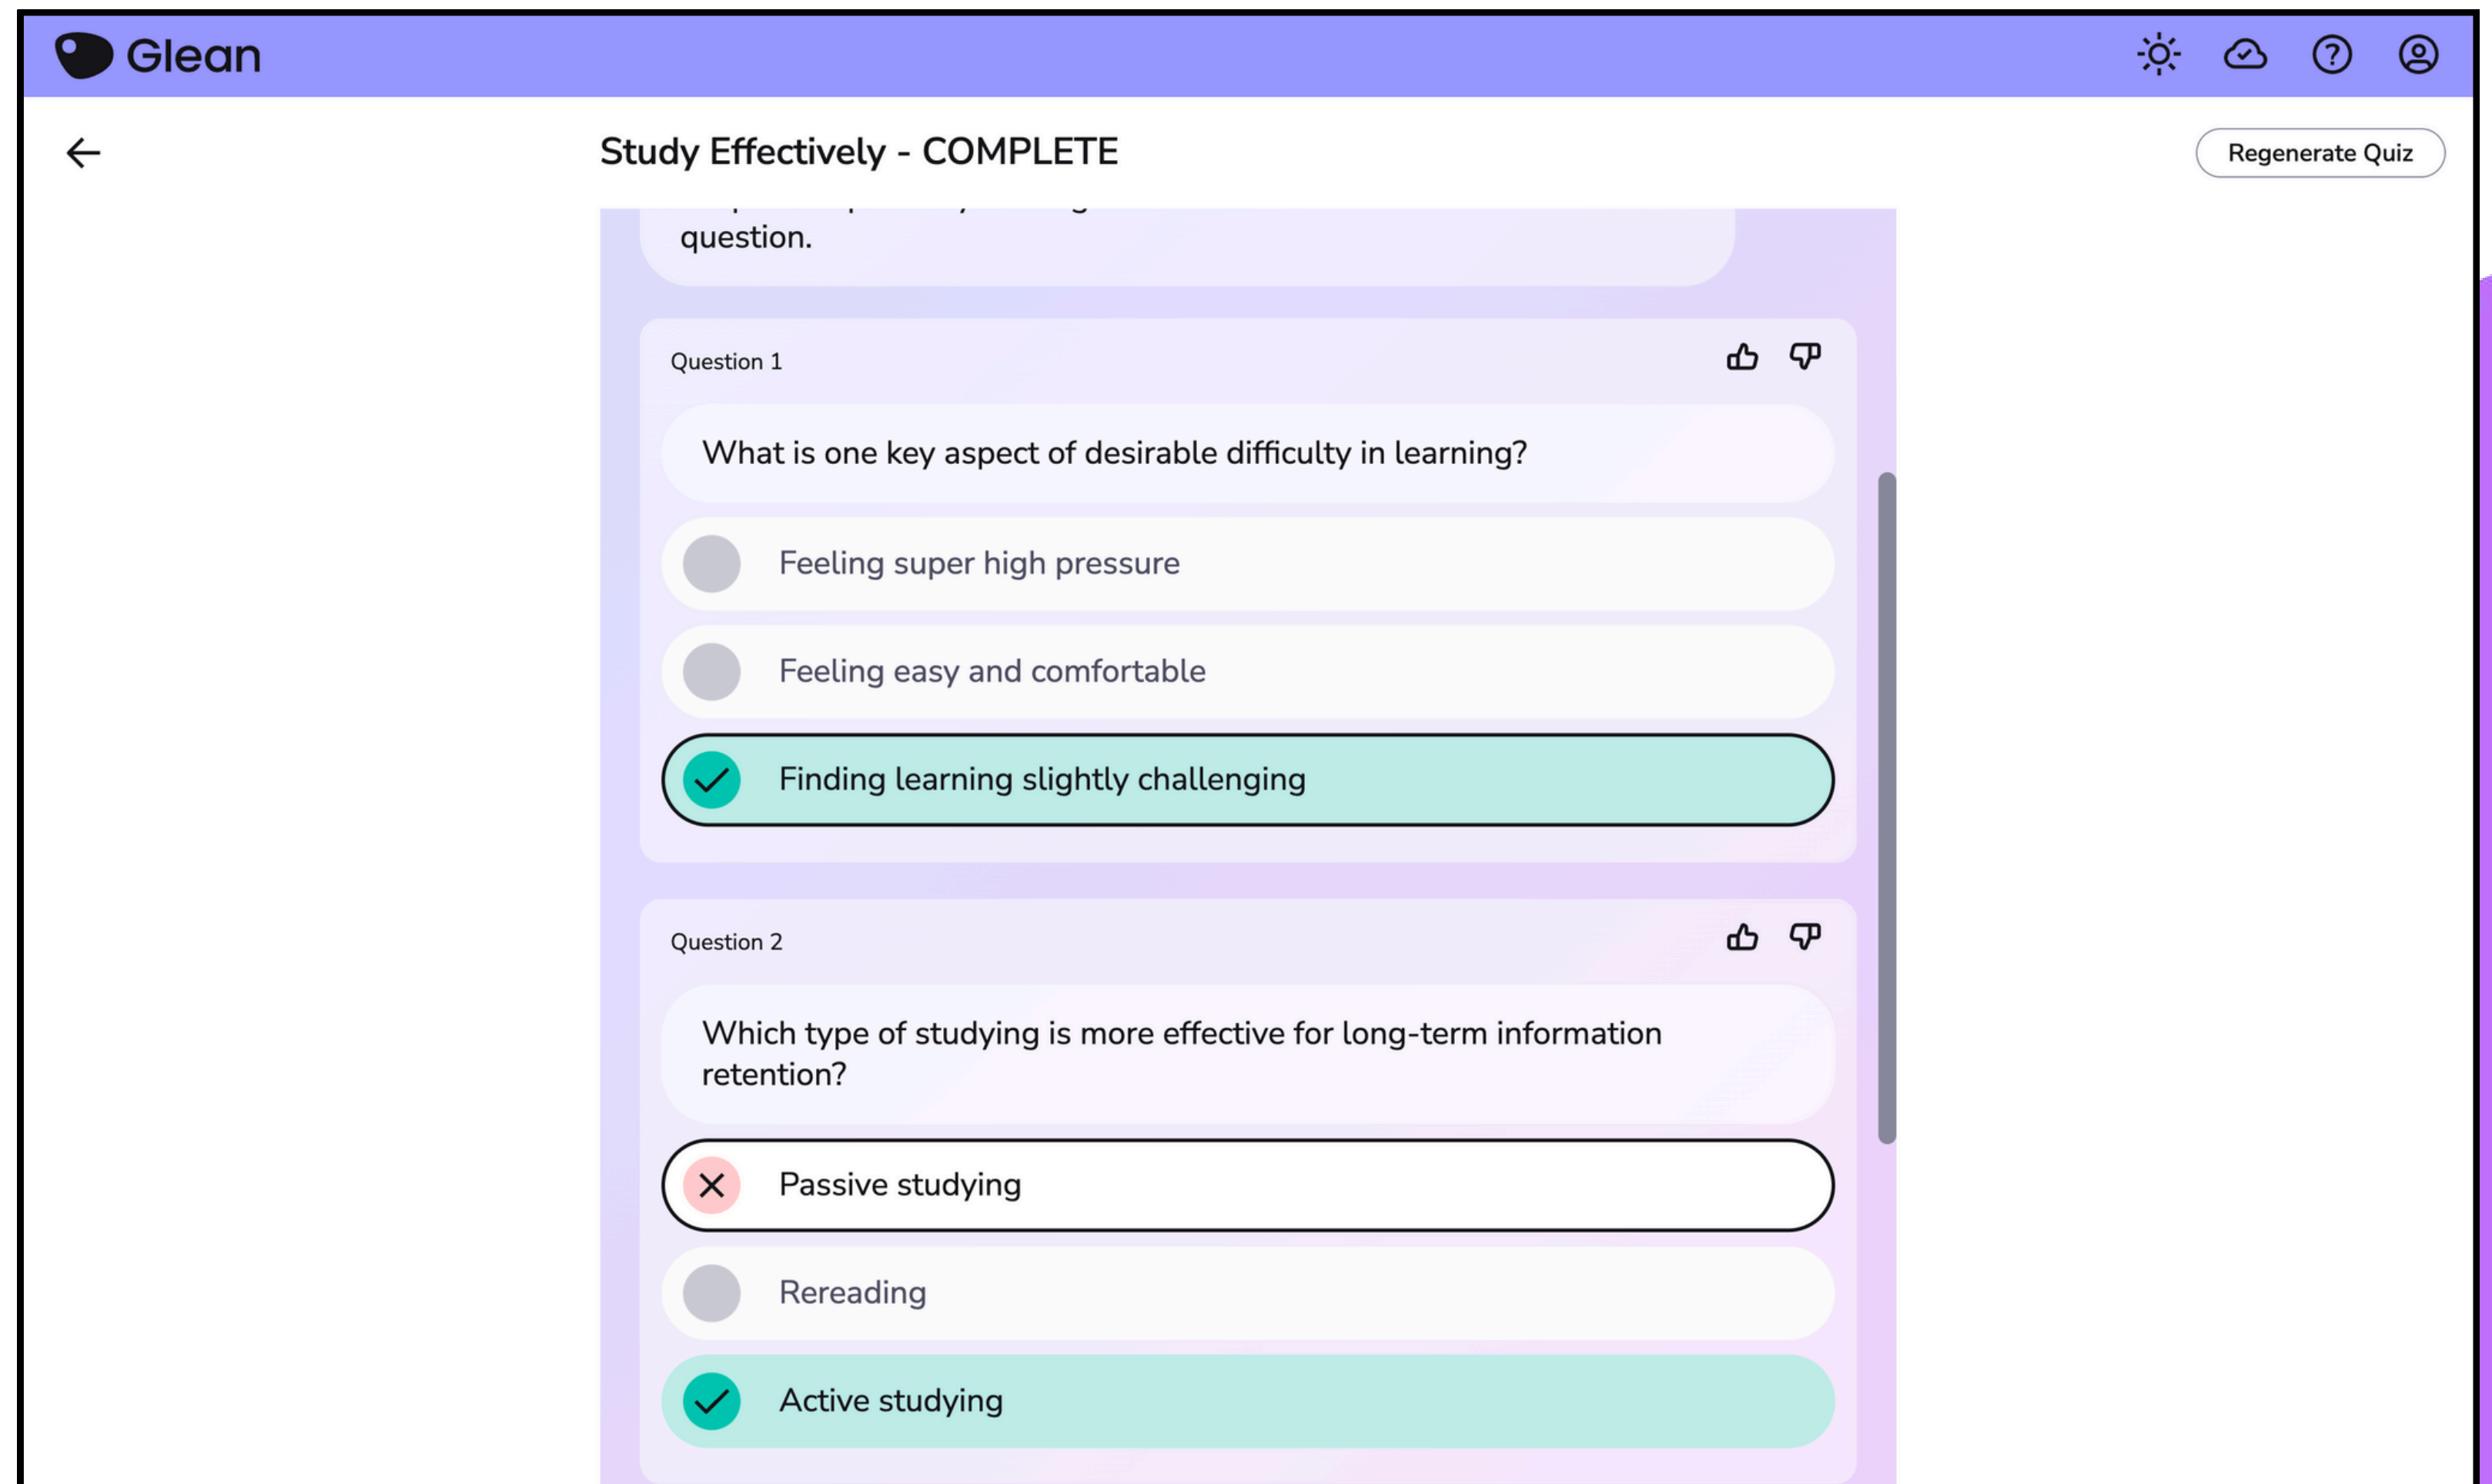 Glean
Study Effectively - COMPLETE
Regenerate Quiz
question.
Question 1
What is one key aspect of desirable difficulty in learning?
Feeling super high pressure
Feeling easy and comfortable
Finding learning slightly challenging
Question 2
Which type of studying is more effective for long-term information
retention?
Passive studying
Rereading
Active studying